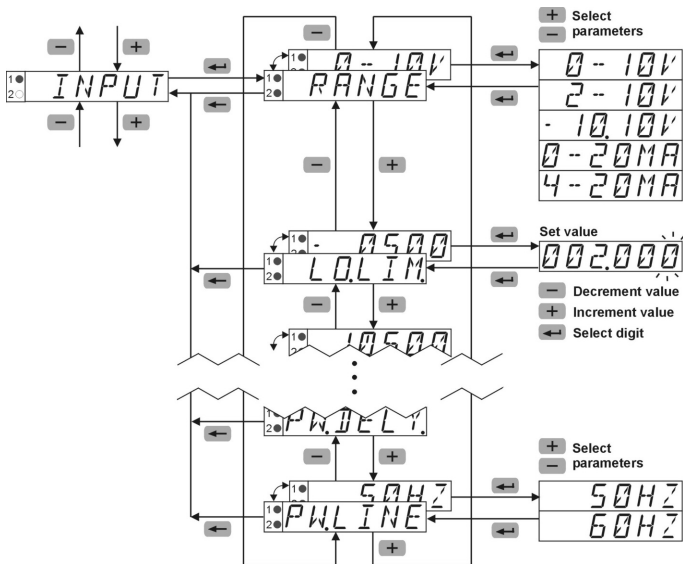 + Select
- parameters
-
- +
0-10V
INPUT
RANGE
- +
0-10V
2-10V
-10.10V
0-20MA
4-20MA
- +
-0500
LO.LIM.
Set value
002.000
- Decrement value
+ Increment value
Select digit
- +
10500
PW.DELY.
- +
+ Select
- parameters
50HZ
PW.LINE
50HZ
60HZ
+